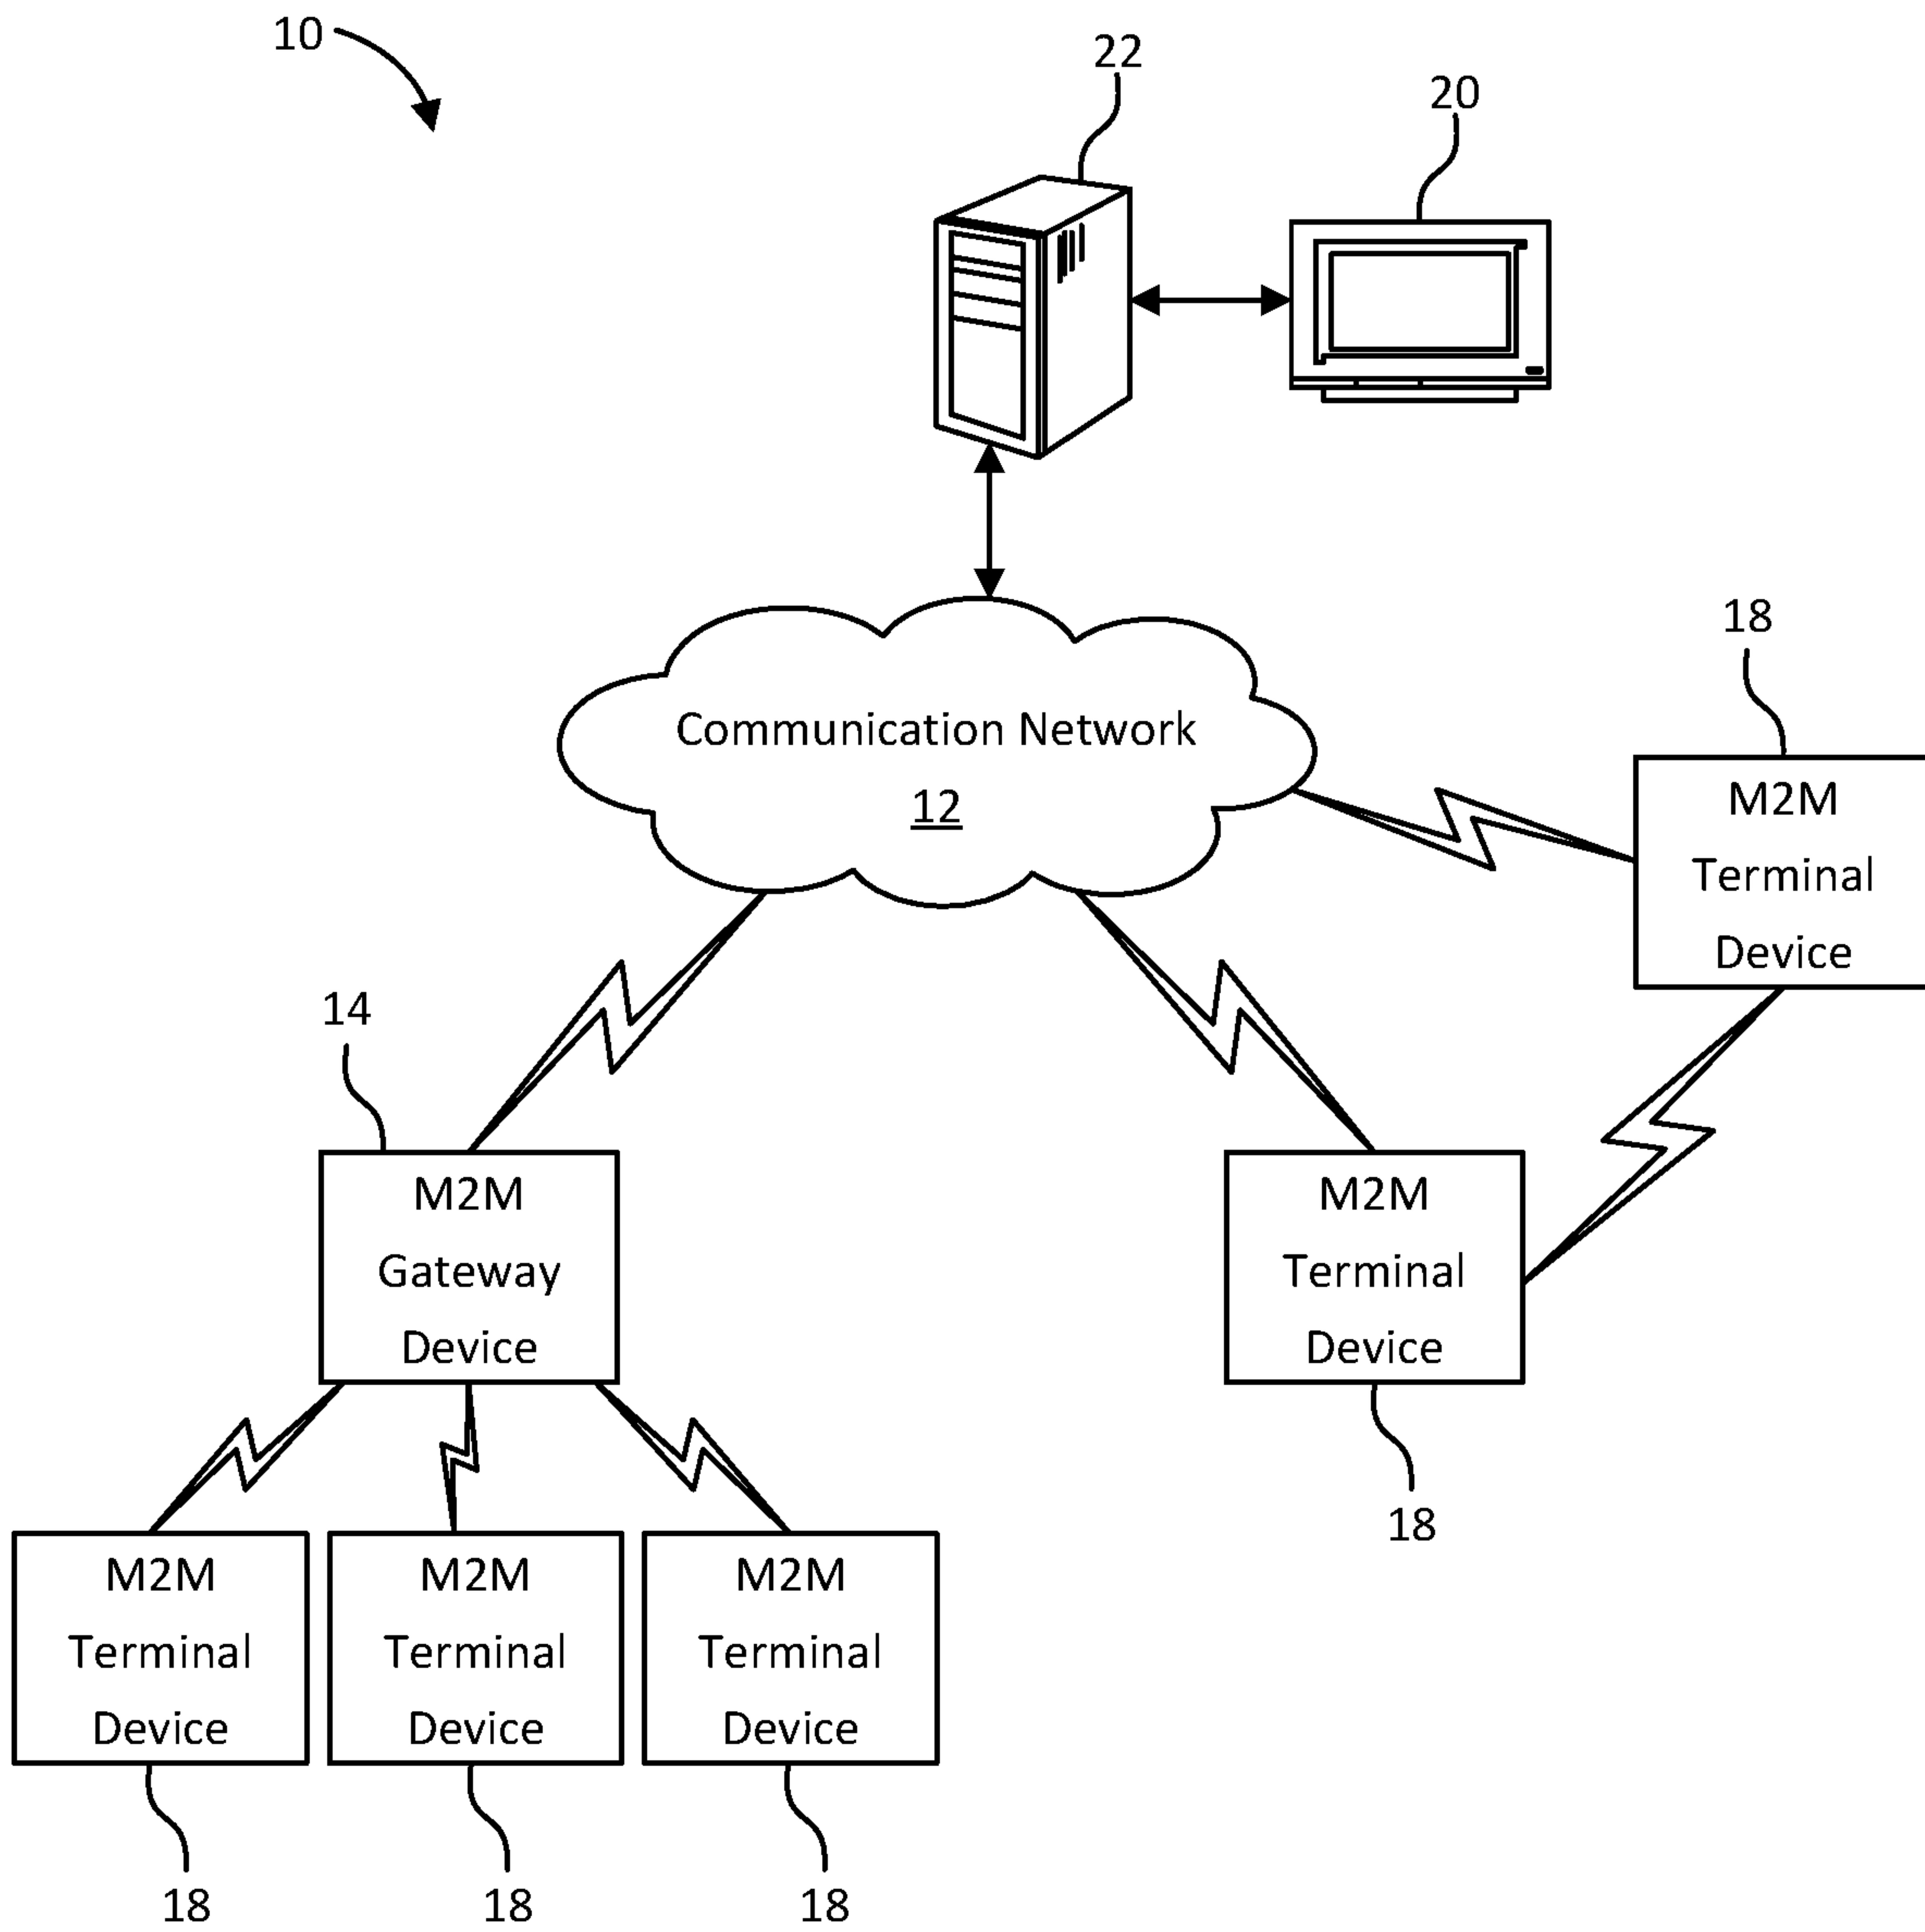 10
22
20
Communication Network
12
18
M2M
Terminal
Device
14
M2M
Gateway
Device
M2M
Terminal
Device
18
M2M
Terminal
Device
M2M
Terminal
Device
M2M
Terminal
Device
18
18
18